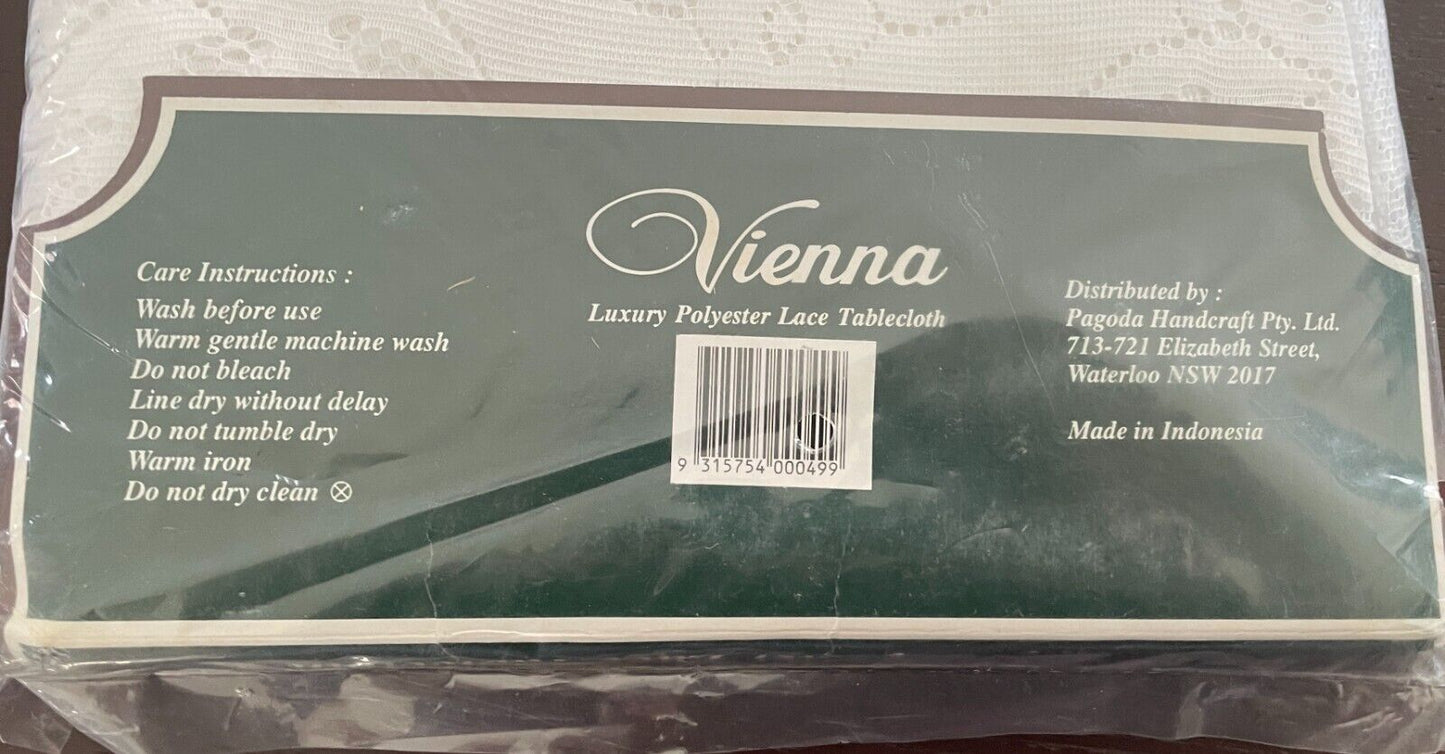 Vienna
Luxury Polyester Lace Tablecloth
Care Instructions :
Wash before use
Warm gentle machine wash
Do not bleach
Line dry without delay
Do not tumble dry
Warm iron
Do not dry clean ⊗
9 315754 000499
Distributed by :
Pagoda Handcraft Pty. Ltd.
713-721 Elizabeth Street,
Waterloo NSW 2017
Made in Indonesia